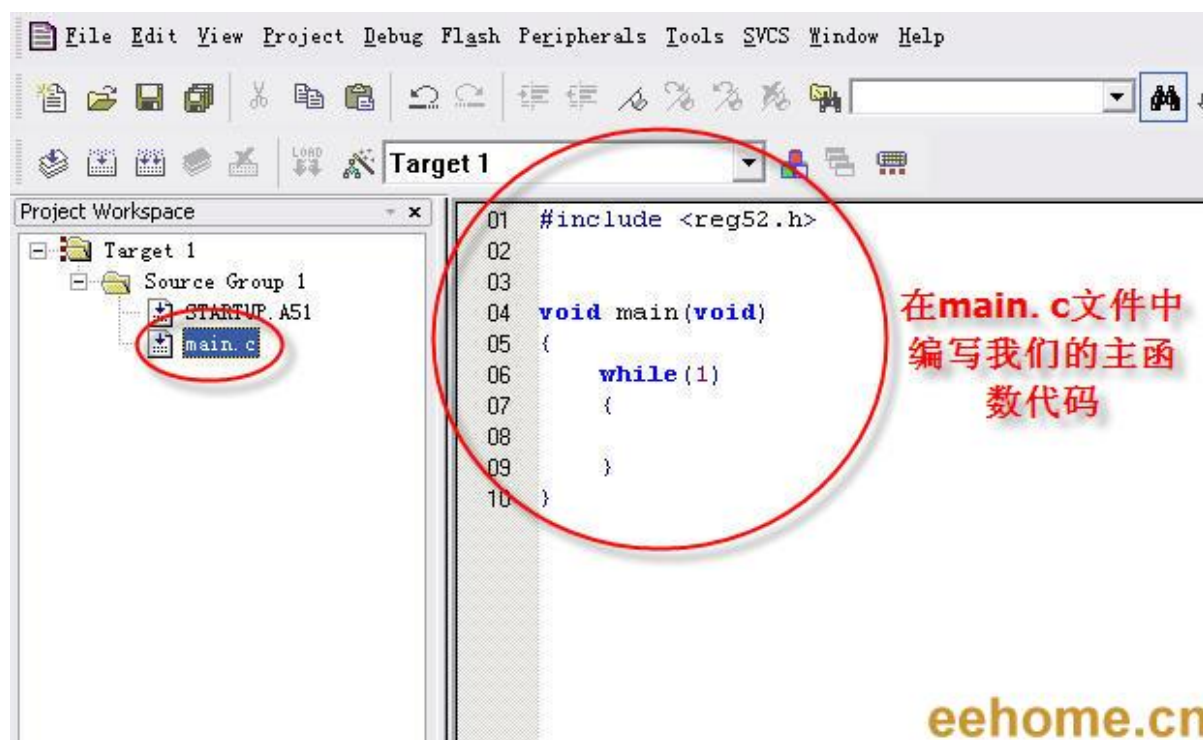 File Edit View Project Debug Flash Peripherals Tools SVCS Window Help
LOAD
Target 1
Project Workspace
Target 1
Source Group 1
STARTUP.A51
main.c
01 #include <reg52.h>
02
03
04 void main(void)
05 {
06 while(1)
07 {
08
09 }
10 }
在main.c文件中
编写我们的主函
数代码
eehome.cn